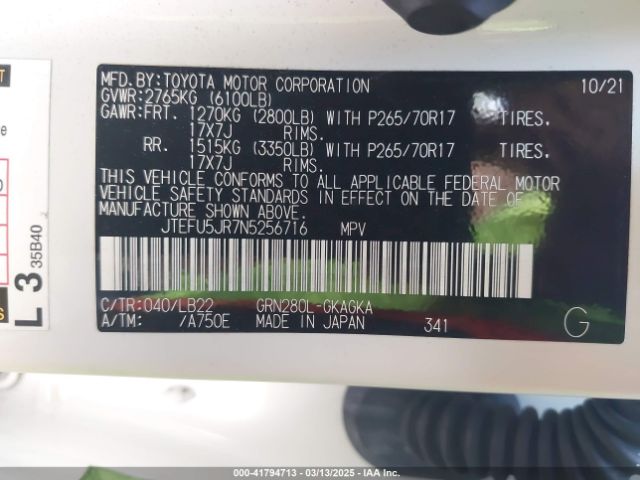 MFD.BY:TOYOTA MOTOR CORPORATION 10/21
GVWR:2765KG (6100LB)
GAWR:FRT. 1270KG (2800LB) WITH P265/70R17 TIRES.
17X7J RIMS.
RR. 1515KG (3350LB) WITH P265/70R17 TIRES.
17X7J RIMS.
THIS VEHICLE CONFORMS TO ALL APPLICABLE FEDERAL MOTOR
VEHICLE SAFETY STANDARDS IN EFFECT ON THE DATE OF
MANUFACTURE SHOWN ABOVE.
JTEFU5JR7N5256716 MPV
C/TR:040/LB22 GRN280L-GKAGKA
A/TM: /A750E MADE IN JAPAN 341 G
L 3 35B40
000-41794713 — 03/13/2025 — IAA Inc.